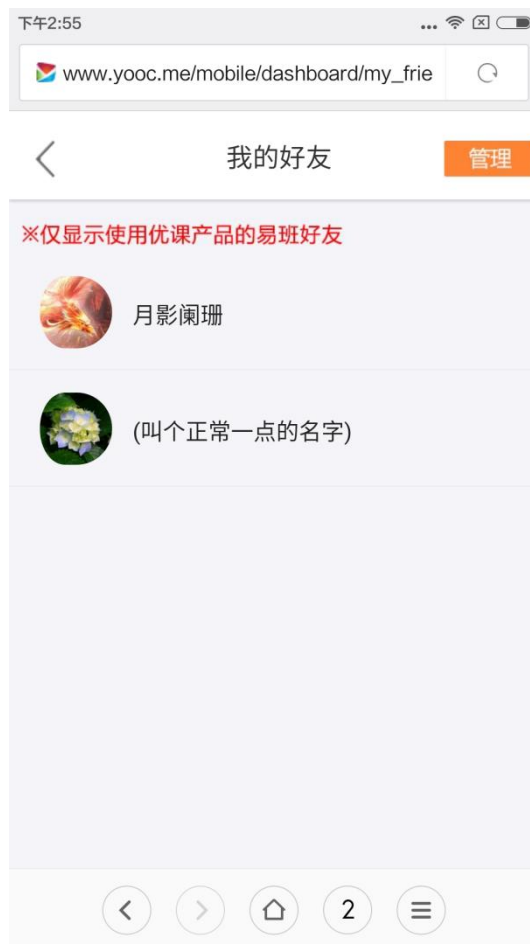 下午2:55
www.yooc.me/mobile/dashboard/my_frie
我的好友
管理
※仅显示使用优课产品的易班好友
月影阑珊
(叫个正常一点的名字)
2